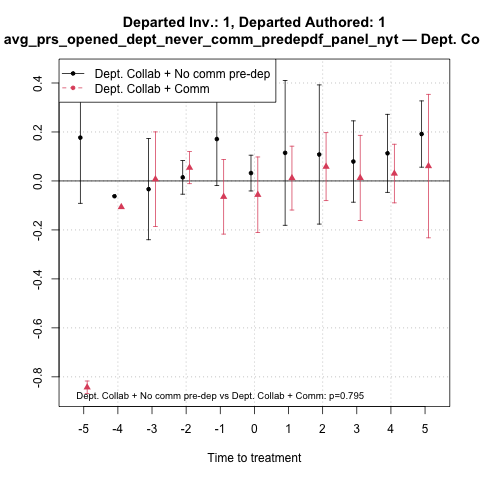 Departed Inv.: 1, Departed Authored: 1
avg_prs_opened_dept_never_comm_predepdf_panel_nyt — Dept. Co
Dept. Collab + No comm pre-dep
Dept. Collab + Comm
0.4
0.2
0.0
-0.2
-0.4
-0.6
-0.8
Dept. Collab + No comm pre-dep vs Dept. Collab + Comm: p=0.795
-5 -4 -3 -2 -1 0 1 2 3 4 5
Time to treatment